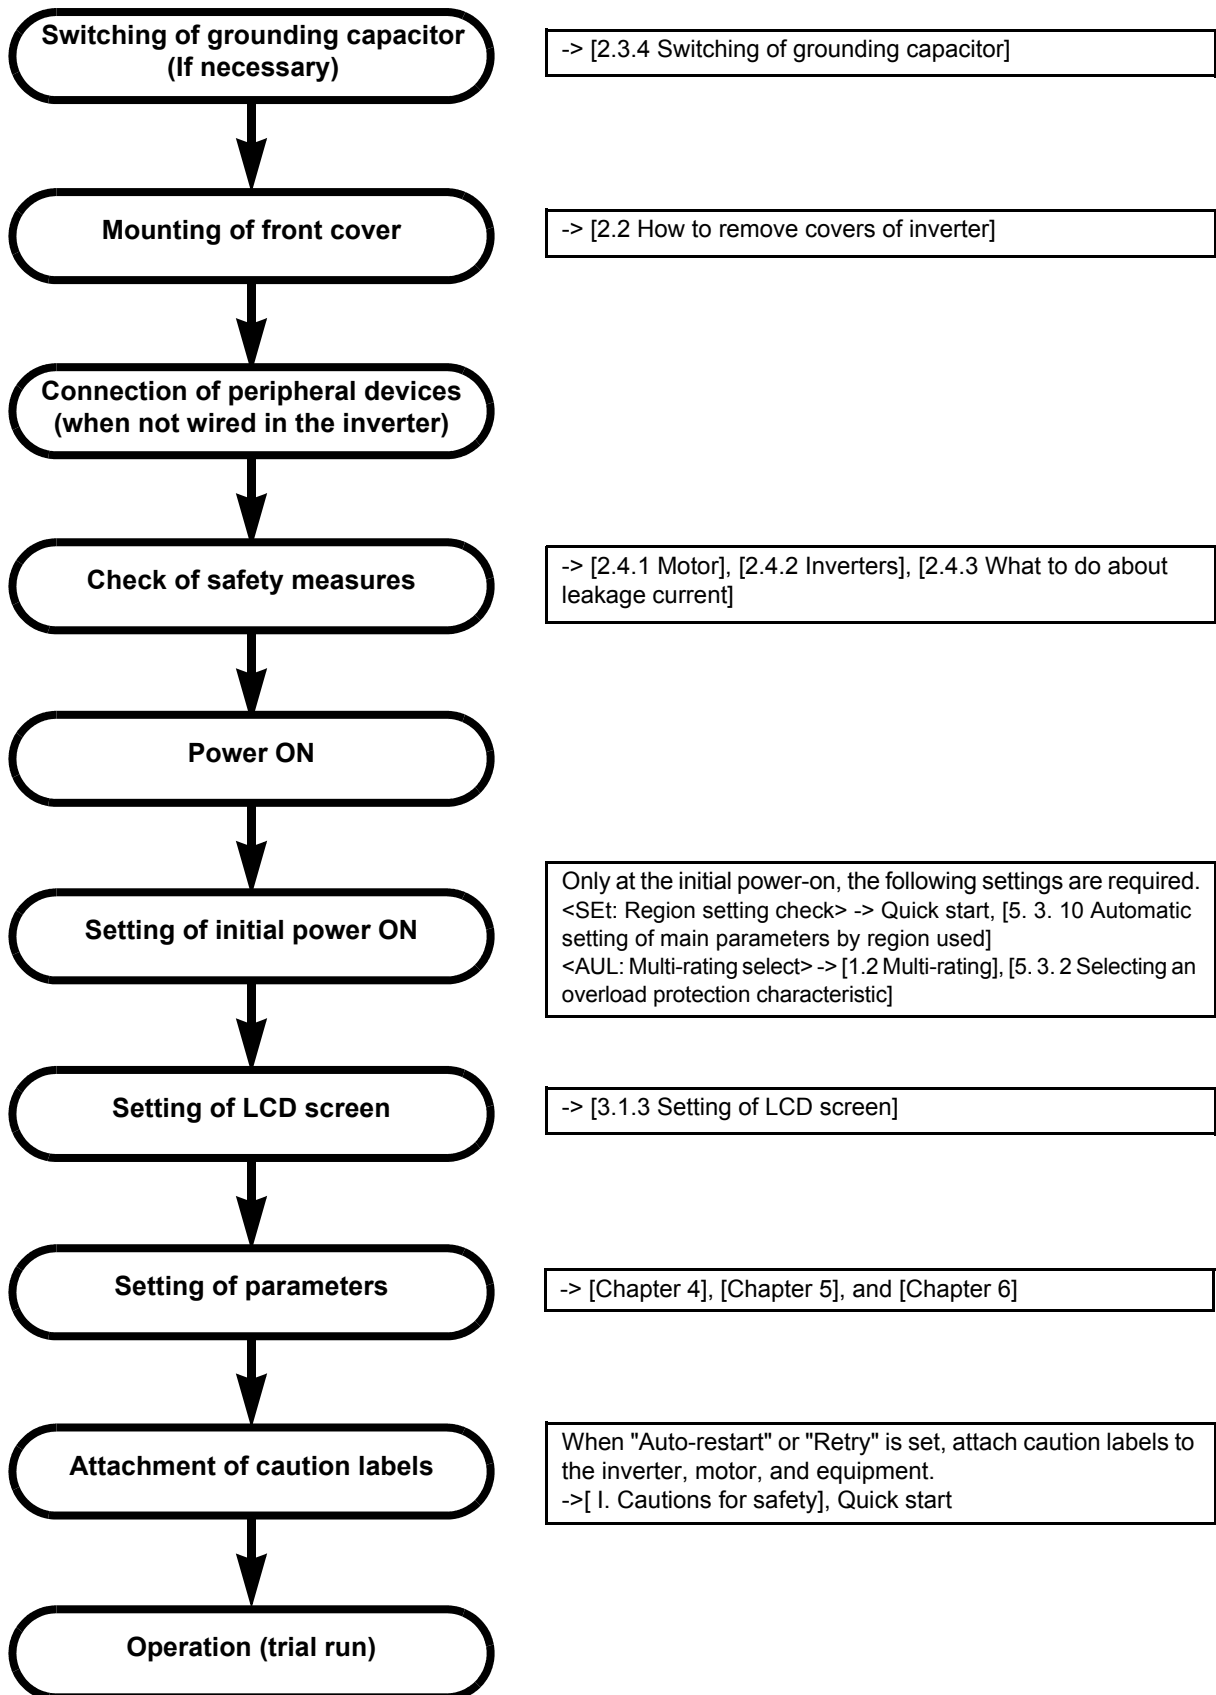 Switching of grounding capacitor
(If necessary)
-> [2.3.4 Switching of grounding capacitor]
Mounting of front cover
-> [2.2 How to remove covers of inverter]
Connection of peripheral devices
(when not wired in the inverter)
Check of safety measures
-> [2.4.1 Motor], [2.4.2 Inverters], [2.4.3 What to do about
leakage current]
Power ON
Setting of initial power ON
Only at the initial power-on, the following settings are required.
<SEt: Region setting check> -> Quick start, [5. 3. 10 Automatic
setting of main parameters by region used]
<AUL: Multi-rating select> -> [1.2 Multi-rating], [5. 3. 2 Selecting an
overload protection characteristic]
Setting of LCD screen
-> [3.1.3 Setting of LCD screen]
Setting of parameters
-> [Chapter 4], [Chapter 5], and [Chapter 6]
Attachment of caution labels
When "Auto-restart" or "Retry" is set, attach caution labels to
the inverter, motor, and equipment.
->[ I. Cautions for safety], Quick start
Operation (trial run)